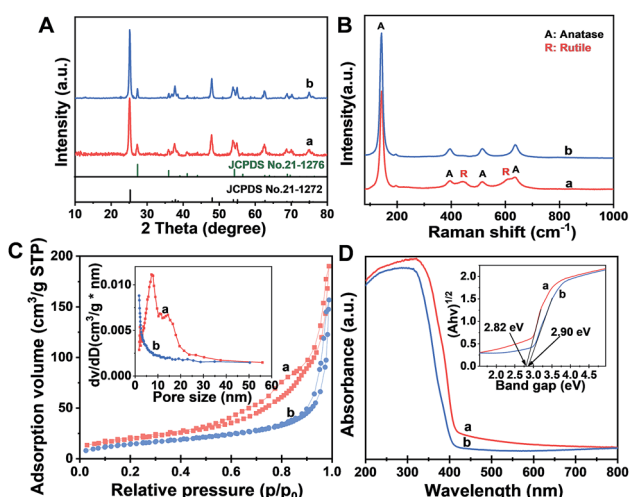 A
Intensity (a.u.)
b
a
JCPDS No.21-1276
JCPDS No.21-1272
10 20 30 40 50 60 70 80
2 Theta (degree)
B
Intensity(a.u.)
A
A: Anatase
R: Rutile
b
A R A R A
a
200 400 600 800 1000
Raman shift (cm⁻¹)
C
Adsorption volume (cm³/g STP)
200
150
100
50
0
0.0 0.2 0.4 0.6 0.8 1.0
Relative pressure (p/p₀)
a
b
dv/dD(cm³/g * nm)
0.010
0.005
0.000
a
b
0 10 20 30 40 50 60
Pore size (nm)
D
Absorbance (a.u.)
200 300 400 500 600 700 800
Wavelength (nm)
a
b
(Ahv)¹/²
2.0
1.5
1.0
0.5
0.0
a
b
2.82 eV
2.90 eV
2.0 2.5 3.0 3.5 4.0 4.5
Band gap (eV)